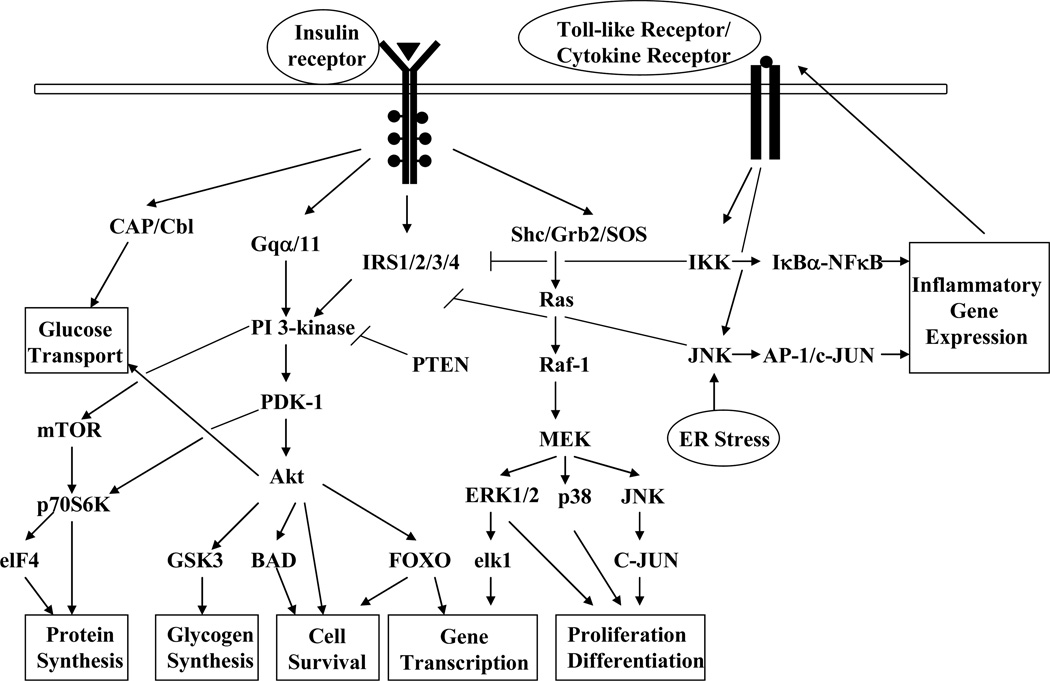 Insulin
receptor
Toll-like Receptor/
Cytokine Receptor
CAP/Cbl
Gqα/11
IRS1/2/3/4
Shc/Grb2/SOS
IKK
IκBα-NFκB
Inflammatory
Gene
Expression
Glucose
Transport
PI 3-kinase
PTEN
Ras
Raf-1
JNK
AP-1/c-JUN
ER Stress
PDK-1
mTOR
MEK
Akt
p70S6K
ERK1/2
p38
JNK
elF4
GSK3
BAD
FOXO
elk1
C-JUN
Protein
Synthesis
Glycogen
Synthesis
Cell
Survival
Gene
Transcription
Proliferation
Differentiation